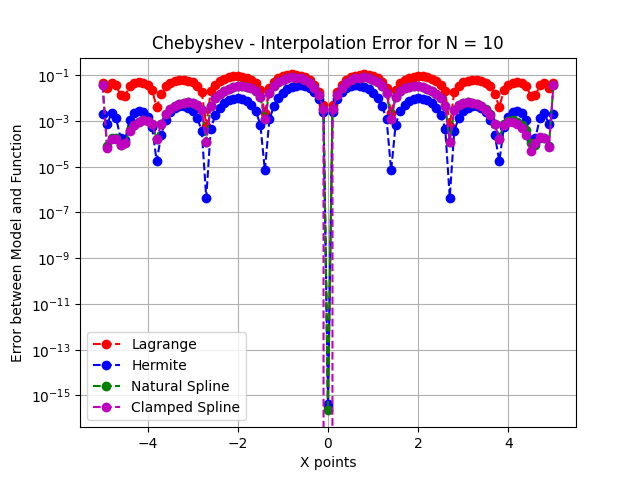 Chebyshev - Interpolation Error for N = 10
Error between Model and Function
10⁻¹
10⁻³
10⁻⁵
10⁻⁷
10⁻⁹
10⁻¹¹
10⁻¹³
10⁻¹⁵
Lagrange
Hermite
Natural Spline
Clamped Spline
−4
−2
0
2
4
X points